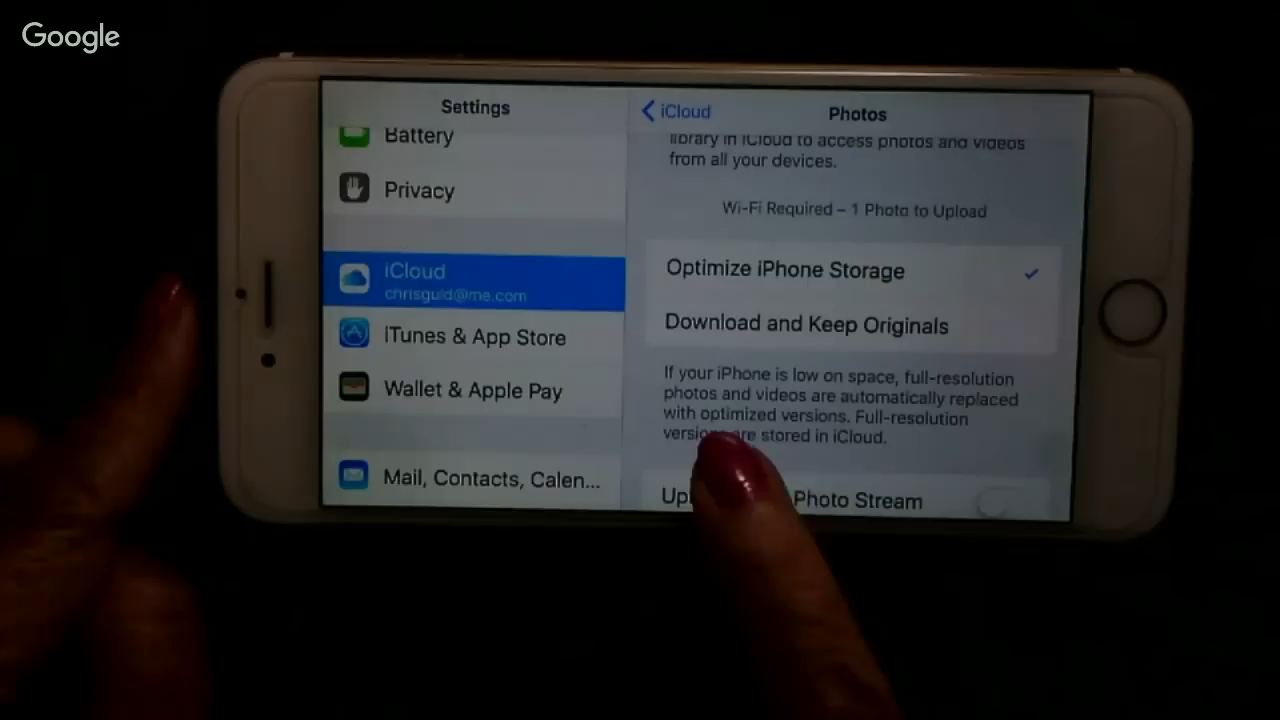 Google
Settings
Battery
Privacy
iCloud
chrisguld@me.com
iTunes & App Store
Wallet & Apple Pay
Mail, Contacts, Calen...
iCloud
Photos
library in iCloud to access photos and videos
from all your devices.
Wi-Fi Required – 1 Photo to Upload
Optimize iPhone Storage
Download and Keep Originals
If your iPhone is low on space, full-resolution
photos and videos are automatically replaced
with optimized versions. Full-resolution
versions are stored in iCloud.
Photo Stream